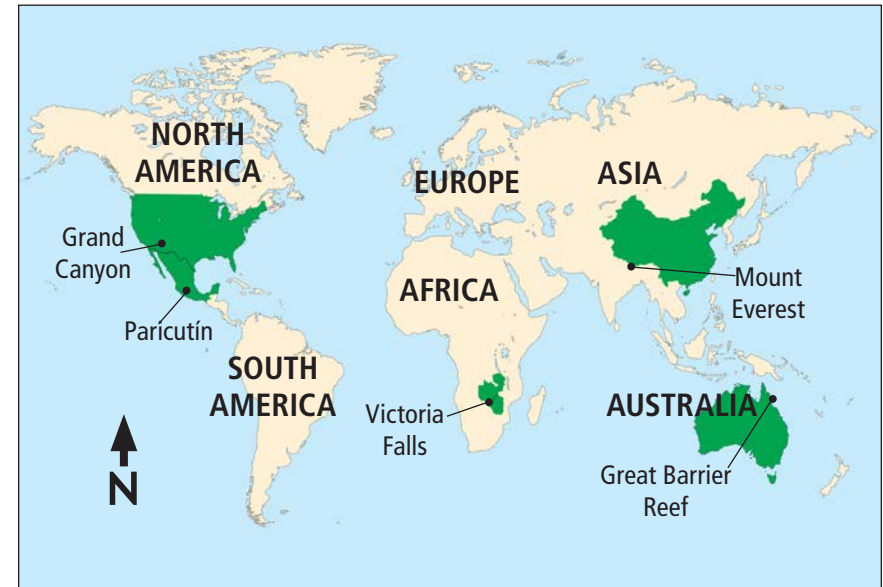 NORTH
AMERICA
EUROPE
ASIA
Grand
Canyon
Mount
Everest
AFRICA
Paricutín
SOUTH
AMERICA
Victoria
Falls
AUSTRALIA
Great Barrier
Reef
N